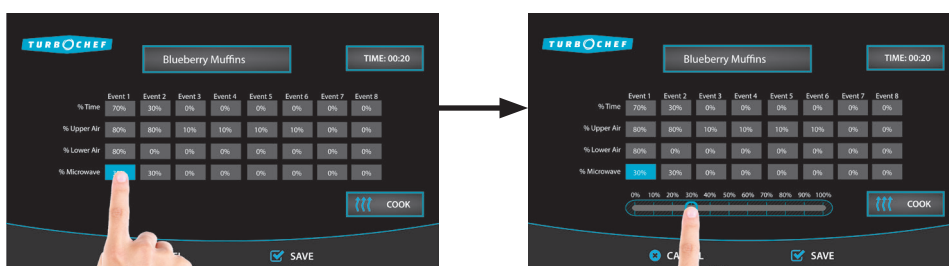 TURBOCHEF
Blueberry Muffins
TIME: 00:20
Event 1 Event 2 Event 3 Event 4 Event 5 Event 6 Event 7 Event 8
% Time 70% 30% 0% 0% 0% 0% 0% 0%
% Upper Air 80% 80% 10% 10% 10% 10% 0% 0%
% Lower Air 80% 0% 0% 0% 0% 0% 0% 0%
% Microwave 30% 0% 0% 0% 0% 0% 0%
COOK
SAVE
TURBOCHEF
Blueberry Muffins
TIME: 00:20
Event 1 Event 2 Event 3 Event 4 Event 5 Event 6 Event 7 Event 8
% Time 70% 30% 0% 0% 0% 0% 0% 0%
% Upper Air 80% 80% 10% 10% 10% 10% 0% 0%
% Lower Air 80% 0% 0% 0% 0% 0% 0% 0%
% Microwave 30% 30% 0% 0% 0% 0% 0% 0%
0% 10% 20% 30% 40% 50% 60% 70% 80% 90% 100%
COOK
SAVE